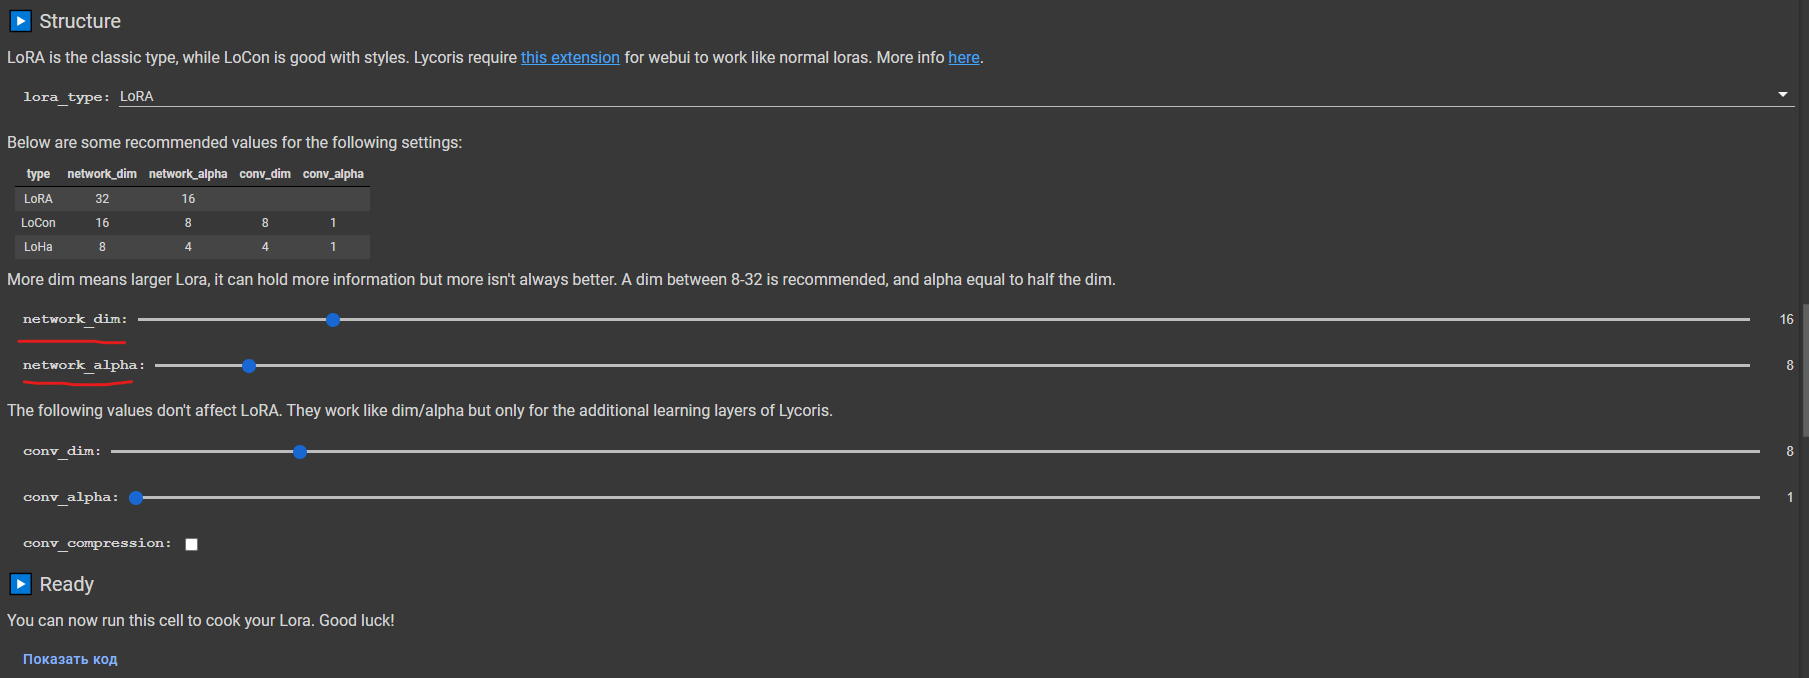 Structure
LoRA is the classic type, while LoCon is good with styles. Lycoris require this extension for webui to work like normal loras. More info here.
lora_type: LoRA
Below are some recommended values for the following settings:
type network_dim network_alpha conv_dim conv_alpha
LoRA 32 16
LoCon 16 8 8 1
LoHa 8 4 4 1
More dim means larger Lora, it can hold more information but more isn't always better. A dim between 8-32 is recommended, and alpha equal to half the dim.
network_dim: 16
network_alpha: 8
The following values don't affect LoRA. They work like dim/alpha but only for the additional learning layers of Lycoris.
conv_dim: 8
conv_alpha: 1
conv_compression:
Ready
You can now run this cell to cook your Lora. Good luck!
Показать код